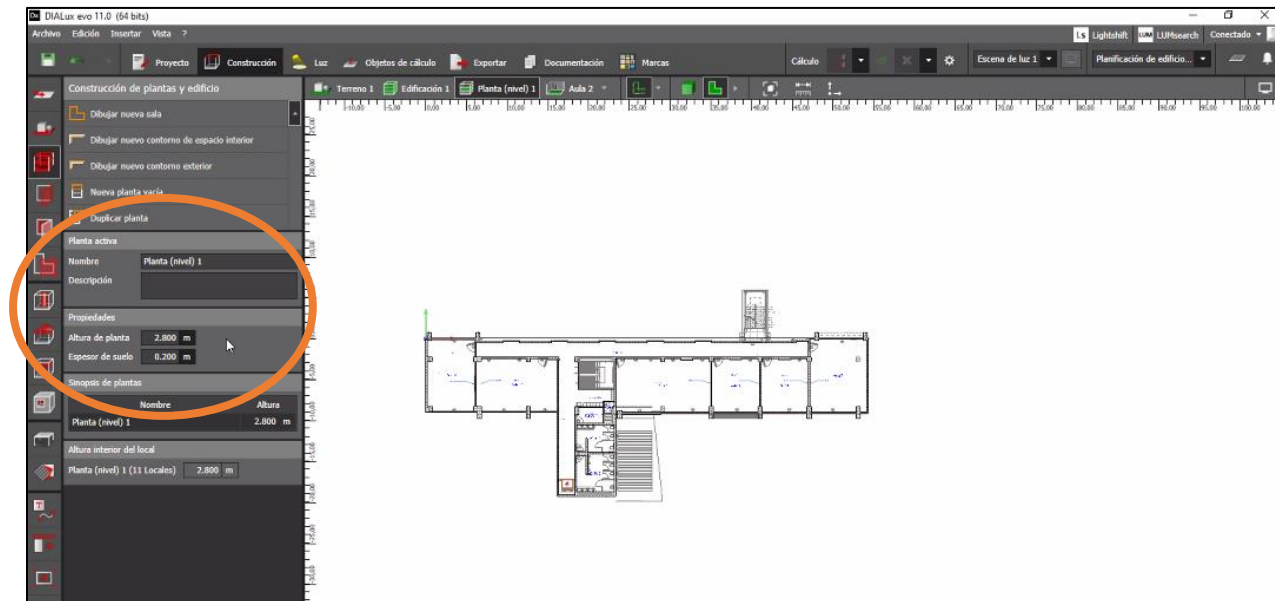 DIALux evo 11.0 (64 bits)
Archivo Edición Insertar Vista ?
Ls Lightshift LUM LUMsearch Conectado
Proyecto Construcción Luz Objetos de cálculo Exportar Documentación Marcas Cálculo Escena de luz 1 Planificación de edificio...
Construcción de plantas y edificio
Terreno 1 Edificación 1 Planta (nivel) 1 Aula 2
Dibujar nueva sala
Dibujar nuevo contorno de espacio interior
Dibujar nuevo contorno exterior
Nueva planta vacía
Duplicar planta
Planta activa
Nombre Planta (nivel) 1
Descripción
Propiedades
Altura de planta 2.800 m
Espesor de suelo 0.200 m
Sinopsis de plantas
Nombre Altura
Planta (nivel) 1 2.800 m
Altura interior del local
Planta (nivel) 1 (11 Locales) 2.800 m